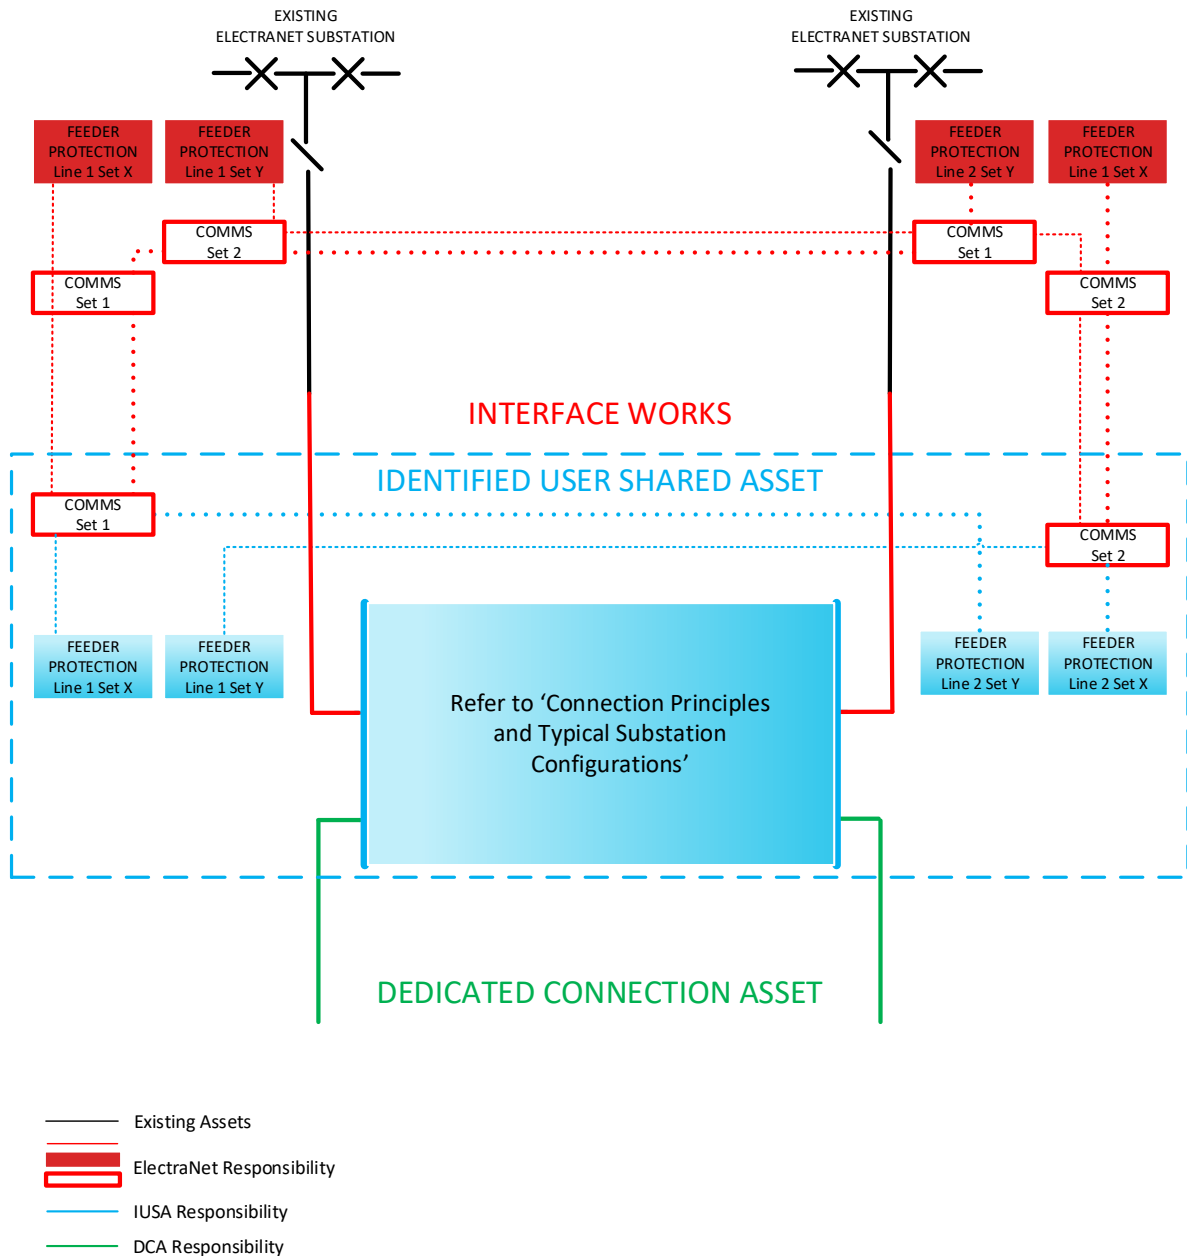 EXISTING
ELECTRANET SUBSTATION
EXISTING
ELECTRANET SUBSTATION
FEEDER
PROTECTION
Line 1 Set X
FEEDER
PROTECTION
Line 1 Set Y
FEEDER
PROTECTION
Line 2 Set Y
FEEDER
PROTECTION
Line 1 Set X
COMMS
Set 2
COMMS
Set 1
COMMS
Set 1
COMMS
Set 2
INTERFACE WORKS
IDENTIFIED USER SHARED ASSET
COMMS
Set 1
COMMS
Set 2
FEEDER
PROTECTION
Line 1 Set X
FEEDER
PROTECTION
Line 1 Set Y
FEEDER
PROTECTION
Line 2 Set Y
FEEDER
PROTECTION
Line 2 Set X
Refer to ‘Connection Principles
and Typical Substation
Configurations’
DEDICATED CONNECTION ASSET
Existing Assets
ElectraNet Responsibility
IUSA Responsibility
DCA Responsibility